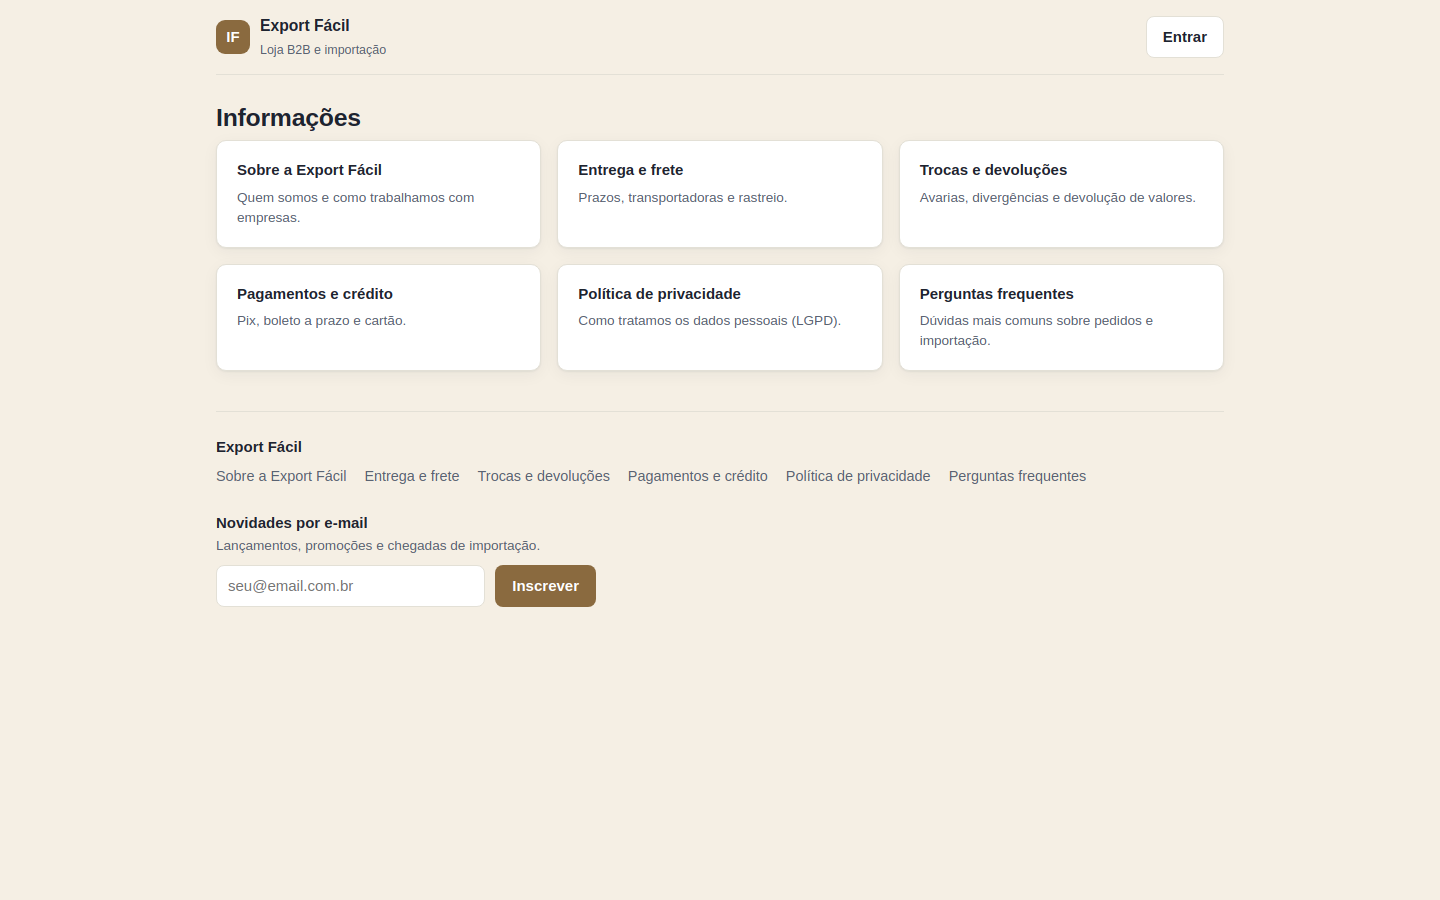 IF
Export Fácil
Loja B2B e importação
Entrar
Informações
Sobre a Export Fácil
Quem somos e como trabalhamos com
empresas.
Entrega e frete
Prazos, transportadoras e rastreio.
Trocas e devoluções
Avarias, divergências e devolução de valores.
Pagamentos e crédito
Pix, boleto a prazo e cartão.
Política de privacidade
Como tratamos os dados pessoais (LGPD).
Perguntas frequentes
Dúvidas mais comuns sobre pedidos e
importação.
Export Fácil
Sobre a Export Fácil Entrega e frete Trocas e devoluções Pagamentos e crédito Política de privacidade Perguntas frequentes
Novidades por e-mail
Lançamentos, promoções e chegadas de importação.
seu@email.com.br
Inscrever